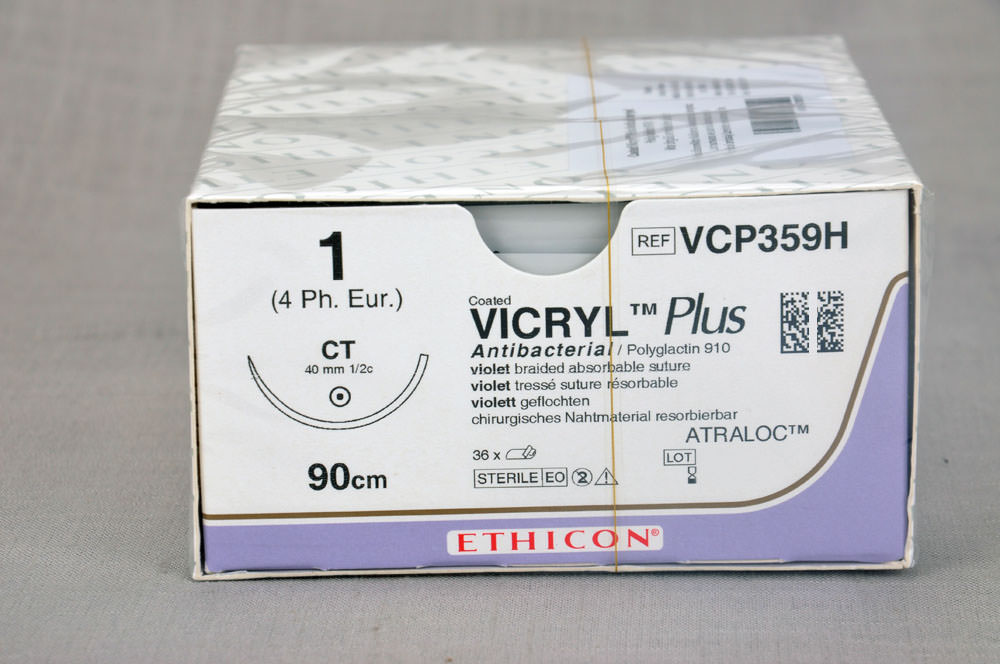 1
(4 Ph. Eur.)
CT
40 mm 1/2c
90cm
REF VCP359H
Coated
VICRYL™ Plus
Antibacterial / Polyglactin 910
violet braided absorbable suture
violet tressé suture résorbable
violett geflochten
chirurgisches Nahtmaterial resorbierbar
ATRALOC™
36 x
LOT
STERILE EO 2
ETHICON®